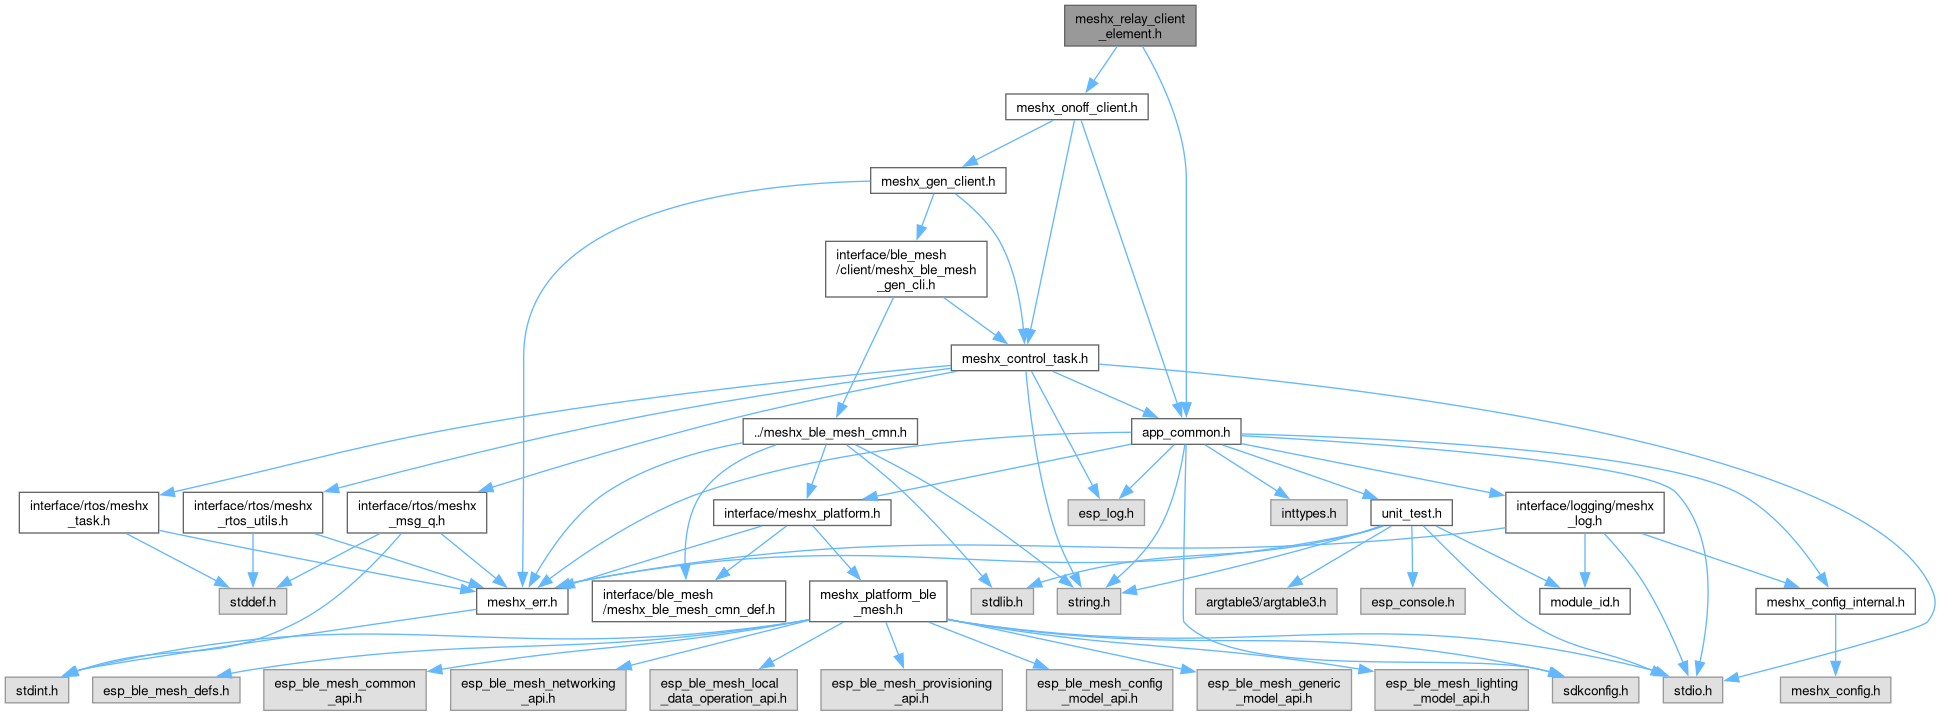 meshx_relay_client
_element.h
meshx_onoff_client.h
meshx_gen_client.h
interface/ble_mesh
/client/meshx_ble_mesh
_gen_cli.h
meshx_control_task.h
../meshx_ble_mesh_cmn.h
app_common.h
interface/rtos/meshx
_task.h
interface/rtos/meshx
_rtos_utils.h
interface/rtos/meshx
_msg_q.h
interface/meshx_platform.h
esp_log.h
inttypes.h
unit_test.h
interface/logging/meshx
_log.h
stddef.h
meshx_err.h
interface/ble_mesh
/meshx_ble_mesh_cmn_def.h
meshx_platform_ble
_mesh.h
stdlib.h
string.h
argtable3/argtable3.h
esp_console.h
module_id.h
meshx_config_internal.h
stdint.h
esp_ble_mesh_defs.h
esp_ble_mesh_common
_api.h
esp_ble_mesh_networking
_api.h
esp_ble_mesh_local
_data_operation_api.h
esp_ble_mesh_provisioning
_api.h
esp_ble_mesh_config
_model_api.h
esp_ble_mesh_generic
_model_api.h
esp_ble_mesh_lighting
_model_api.h
sdkconfig.h
stdio.h
meshx_config.h